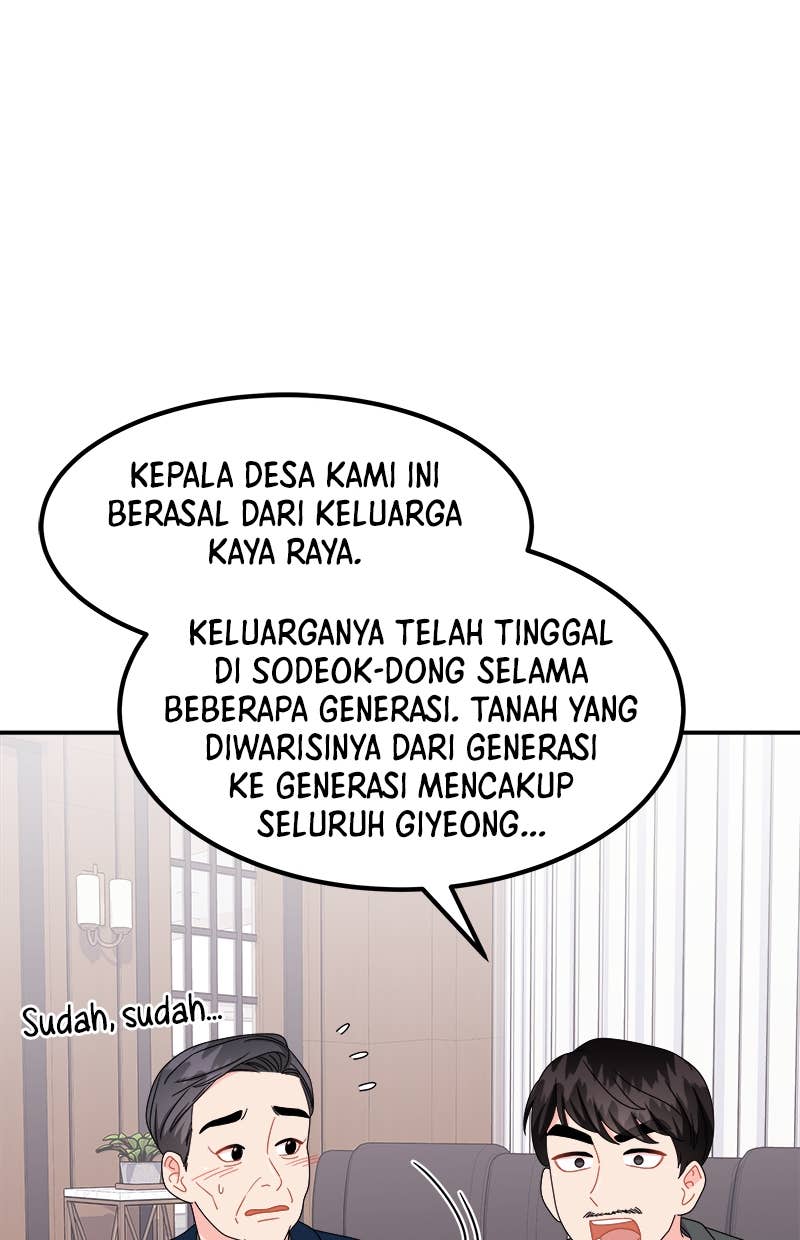 KEPALA DESA KAMI INI
BERASAL DARI KELUARGA
KAYA RAYA.
KELUARGANYA TELAH TINGGAL
DI SODEOK-DONG SELAMA
BEBERAPA GENERASI. TANAH YANG
DIWARISINYA DARI GENERASI
KE GENERASI MENCAKUP
SELURUH GIYEONG...
Sudah, sudah...